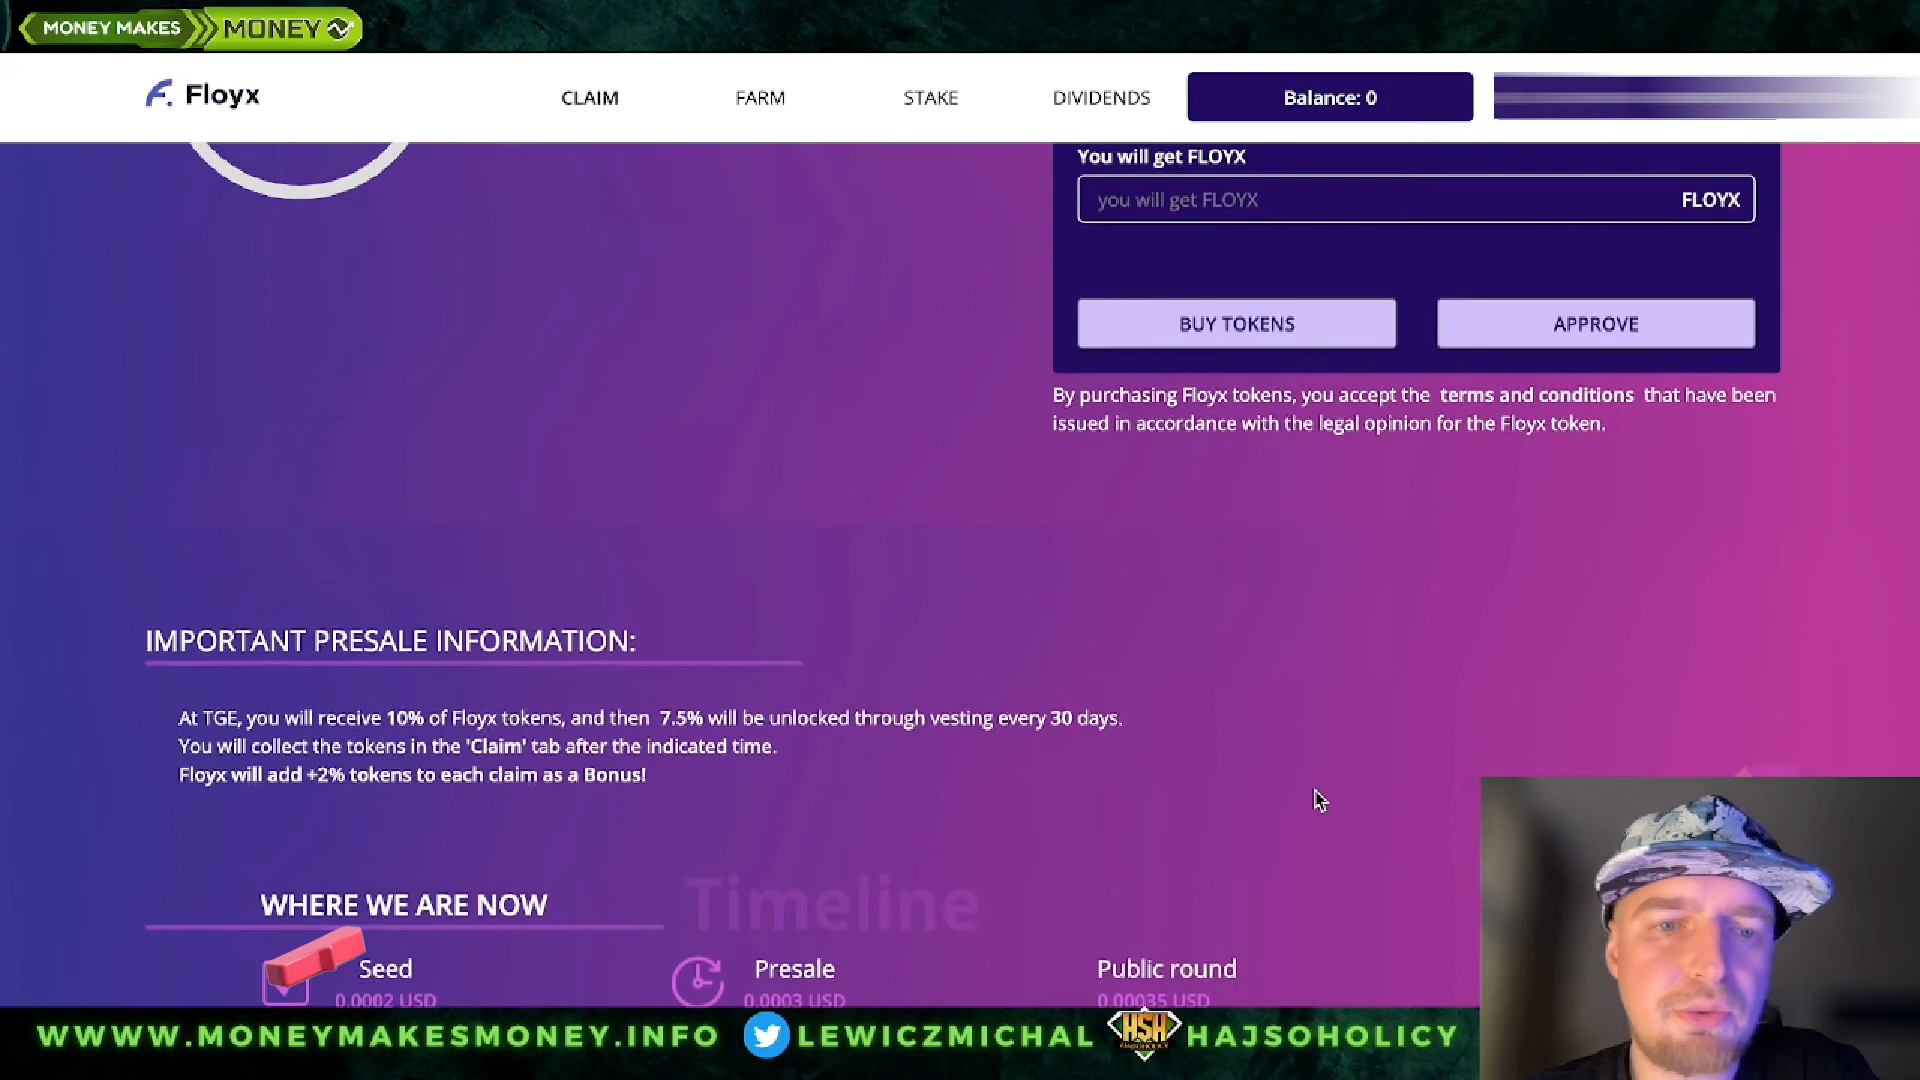 MONEY MAKES MONEY
Floyx
CLAIM
FARM
STAKE
DIVIDENDS
Balance: 0
You will get FLOYX
you will get FLOYX
FLOYX
BUY TOKENS
APPROVE
By purchasing Floyx tokens, you accept the terms and conditions that have been
issued in accordance with the legal opinion for the Floyx token.
IMPORTANT PRESALE INFORMATION:
At TGE, you will receive 10% of Floyx tokens, and then 7.5% will be unlocked through vesting every 30 days.
You will collect the tokens in the 'Claim' tab after the indicated time.
Floyx will add +2% tokens to each claim as a Bonus!
WHERE WE ARE NOW
Timeline
Seed
0.0002 USD
Presale
0.0003 USD
Public round
0.00035 USD
WWWW.MONEYMAKESMONEY.INFO
LEWICZMICHAL
HSH
HAJSOHOLICY